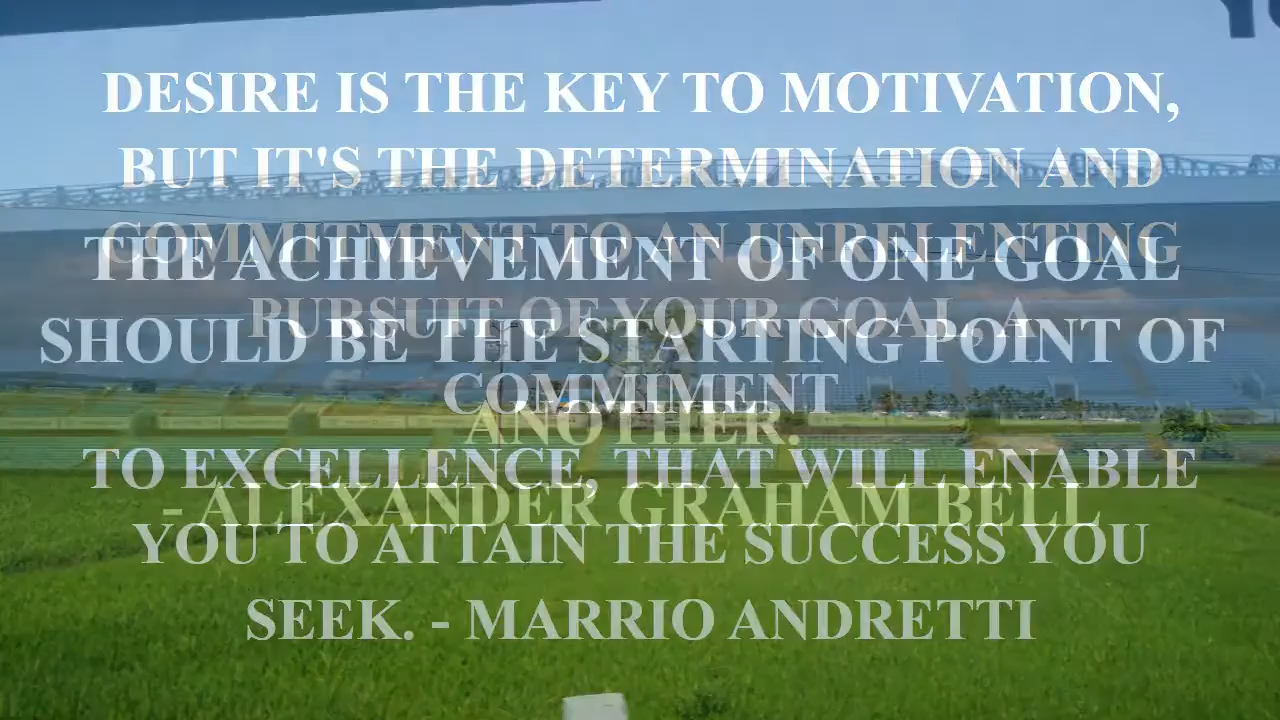 DESIRE IS THE KEY TO MOTIVATION,
BUT IT'S THE DETERMINATION AND
COMMITMENT TO AN UNRELENTING
PURSUIT OF YOUR GOAL, A
COMMIMENT
TO EXCELLENCE, THAT WILL ENABLE
YOU TO ATTAIN THE SUCCESS YOU
SEEK. - MARRIO ANDRETTI
THE ACHIEVEMENT OF ONE GOAL
SHOULD BE THE STARTING POINT OF
ANOTHER.
- ALEXANDER GRAHAM BELL